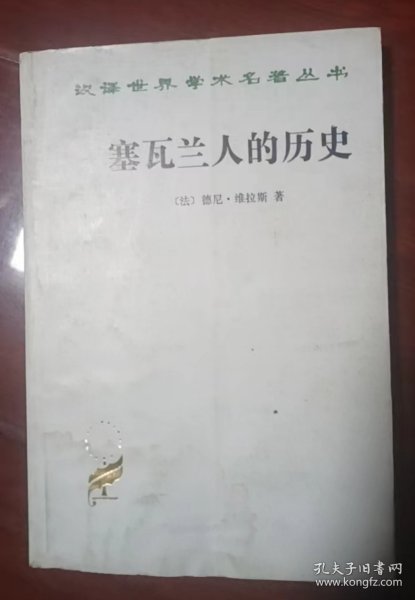 汉译世界学术名著丛书
塞瓦兰人的历史
〔法〕德尼·维拉斯 著
孔夫子旧书网
www.kongfz.com